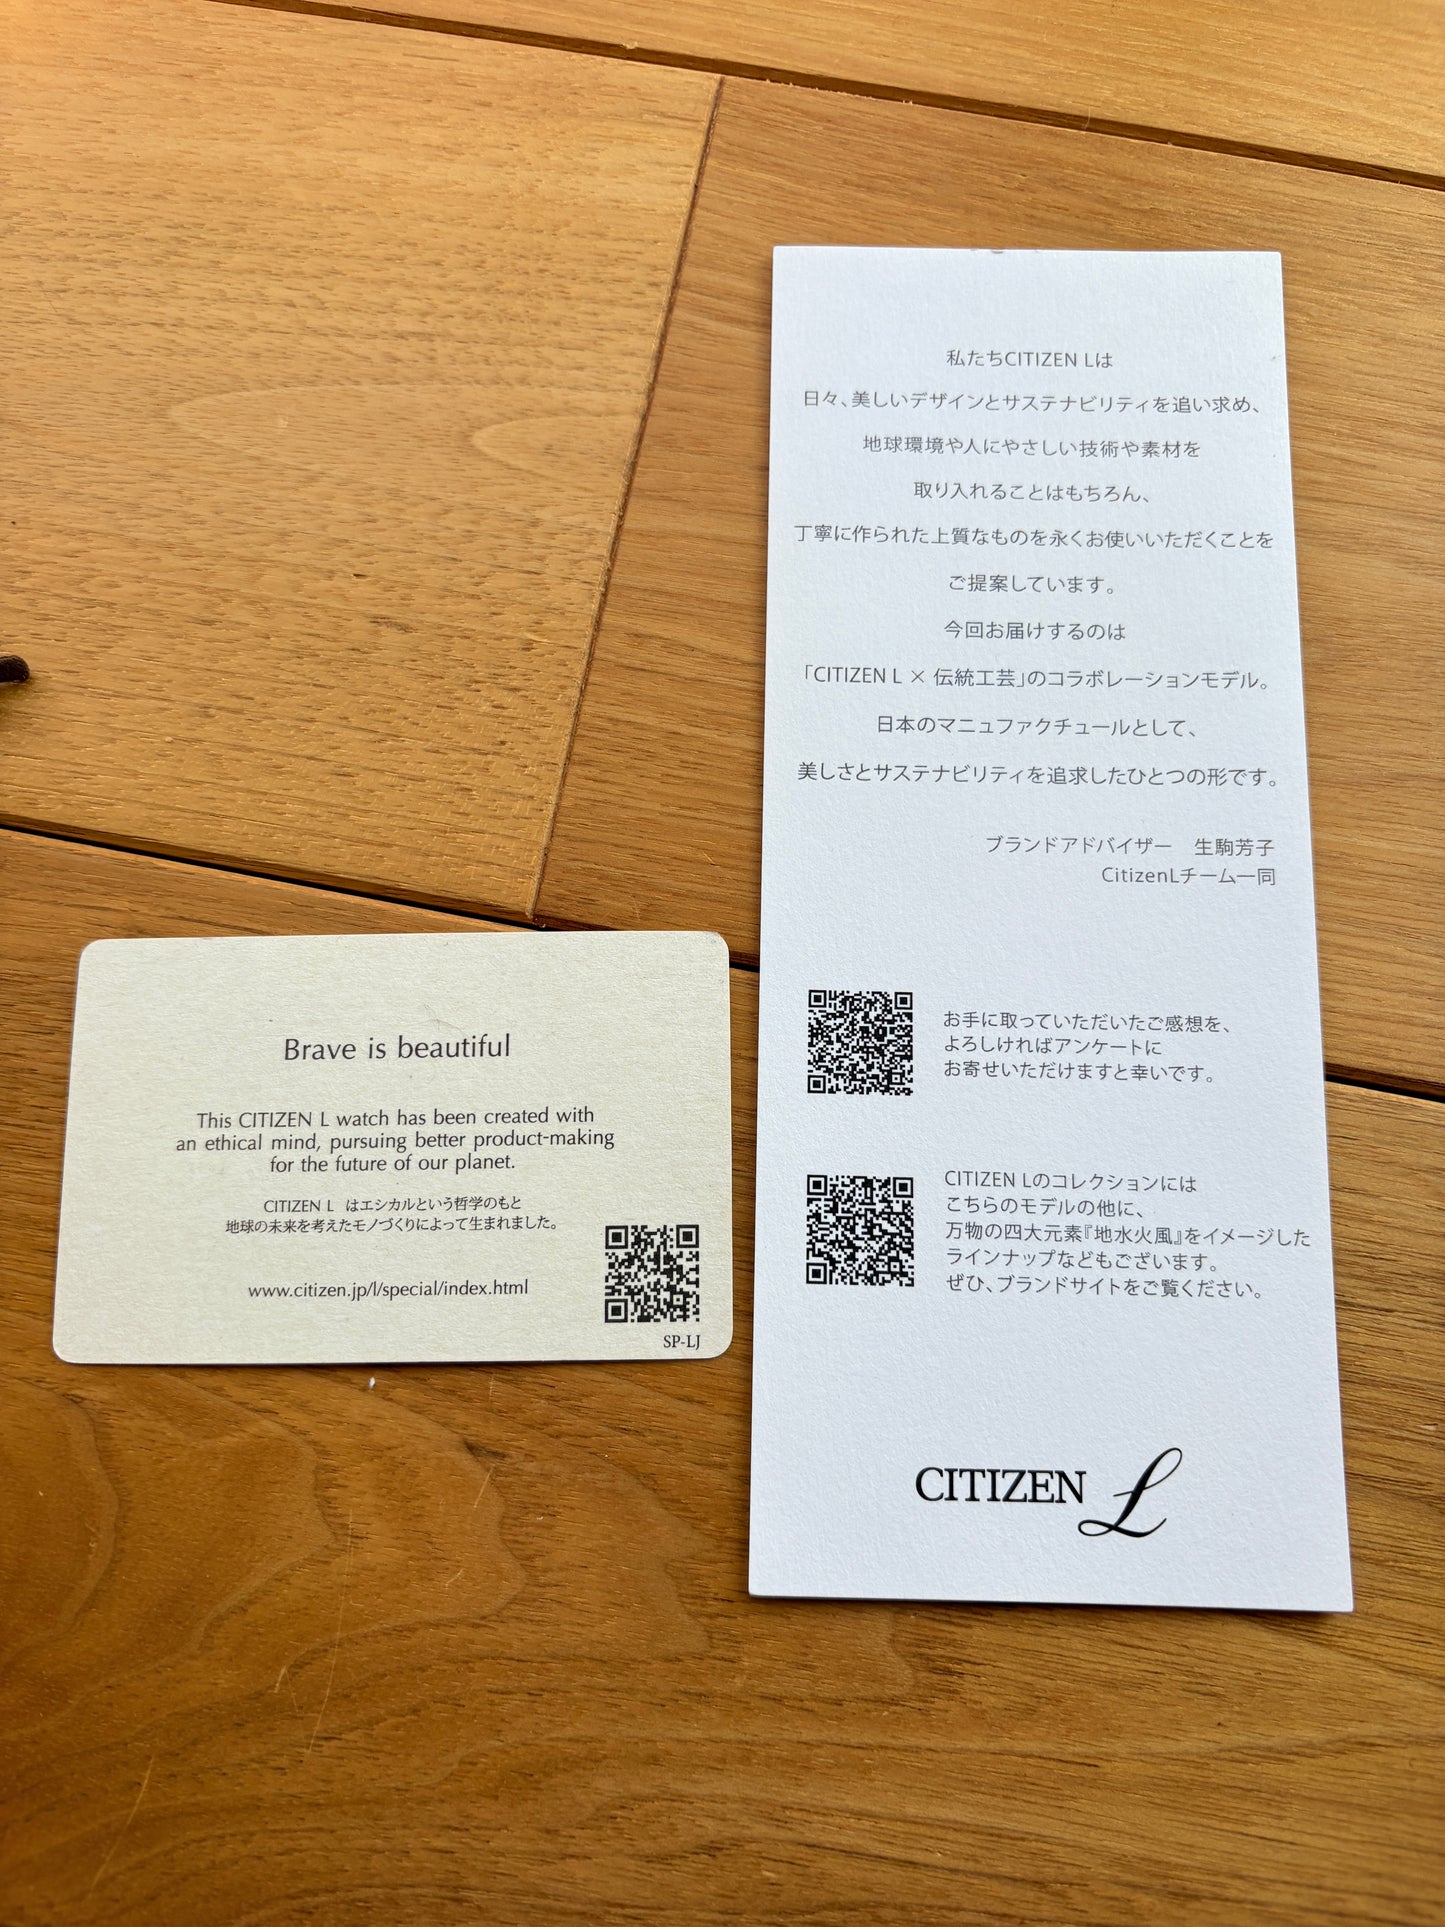 Brave is beautiful
This CITIZEN L watch has been created with
an ethical mind, pursuing better product-making
for the future of our planet.
CITIZEN L はエシカルという哲学のもと
地球の未来を考えたモノづくりによって生まれました。
www.citizen.jp/l/special/index.html
SP-LJ
私たちCITIZEN Lは
日々、美しいデザインとサステナビリティを追い求め、
地球環境や人にやさしい技術や素材を
取り入れることはもちろん、
丁寧に作られた上質なものを永くお使いいただくことを
ご提案しています。
今回お届けするのは
「CITIZEN L × 伝統工芸」のコラボレーションモデル。
日本のマニュファクチュールとして、
美しさとサステナビリティを追求したひとつの形です。
ブランドアドバイザー 生駒芳子
CitizenLチーム一同
お手に取っていただいたご感想を、
よろしければアンケートに
お寄せいただけますと幸いです。
CITIZEN Lのコレクションには
こちらのモデルの他に、
万物の四大元素『地水火風』をイメージした
ラインナップなどもございます。
ぜひ、ブランドサイトをご覧ください。
CITIZEN L